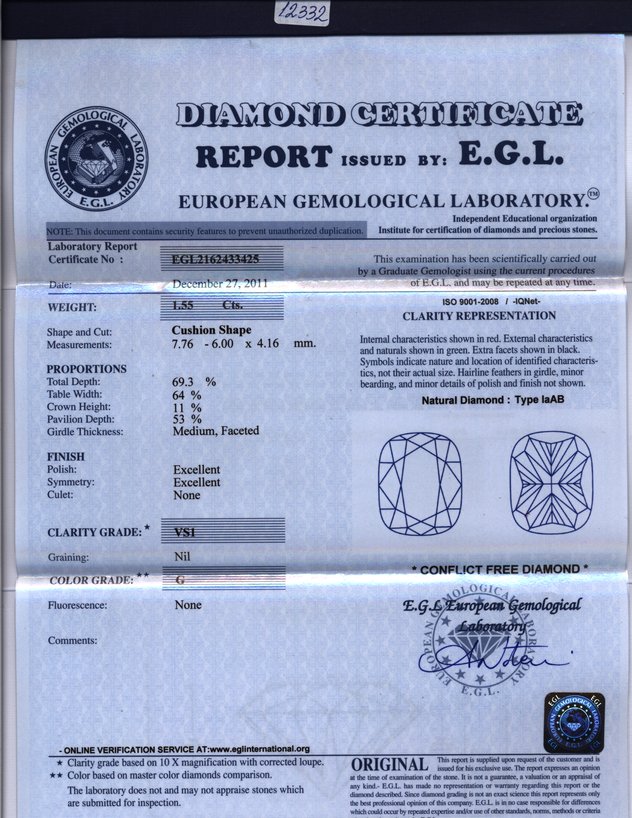 12332
DIAMOND CERTIFICATE
REPORT ISSUED BY: E.G.L.
EUROPEAN GEMOLOGICAL LABORATORY.™
EUROPEAN GEMOLOGICAL LABORATORY
E.G.L.
Independent Educational organization
Institute for certification of diamonds and precious stones.
NOTE: This document contains security features to prevent unauthorized duplication.
Laboratory Report
Certificate No : EGL2162433425
Date: December 27, 2011
WEIGHT: 1.55 Cts.
Shape and Cut: Cushion Shape
Measurements: 7.76 - 6.00 x 4.16 mm.
PROPORTIONS
Total Depth: 69.3 %
Table Width: 64 %
Crown Height: 11 %
Pavilion Depth: 53 %
Girdle Thickness: Medium, Faceted
FINISH
Polish: Excellent
Symmetry: Excellent
Culet: None
CLARITY GRADE: * VS1
Graining: Nil
COLOR GRADE: ** G
Fluorescence: None
Comments:
This examination has been scientifically carried out
by a Graduate Gemologist using the current procedures
of E.G.L. and may be repeated at any time.
ISO 9001-2008 / -IQNet-
CLARITY REPRESENTATION
Internal characteristics shown in red. External characteristics
and naturals shown in green. Extra facets shown in black.
Symbols indicate nature and location of identified characteris-
tics, not their actual size. Hairline feathers in girdle, minor
bearding, and minor details of polish and finish not shown.
Natural Diamond : Type IaAB
* CONFLICT FREE DIAMOND *
E.G.L European Gemological
Laboratory
EUROPEAN GEMOLOGICAL LABORATORY
E.G.L.
EGL EGL
EUROPEAN GEMOLOGICAL LABORATORY
E.G.L.
- ONLINE VERIFICATION SERVICE AT:www.eglinternational.org
★ Clarity grade based on 10 X magnification with corrected loupe.
★★ Color based on master color diamonds comparison.
The laboratory does not and may not appraise stones which
are submitted for inspection.
ORIGINAL This report is supplied upon request of the customer and is
issued for his exclusive use. The report expresses an opinion
at the time of examination of the stone. It is not a guarantee, a valuation or an appraisal of
any kind.- E.G.L. has made no representation or warranty regarding this report or the
diamond described. Since diamond grading is not an exact science this report represents only
the best professional opinion of this company. E.G.L. is in no case responsible for differences
which could occur by repeated expertise and/or use of other standards, norms, methods or criteria